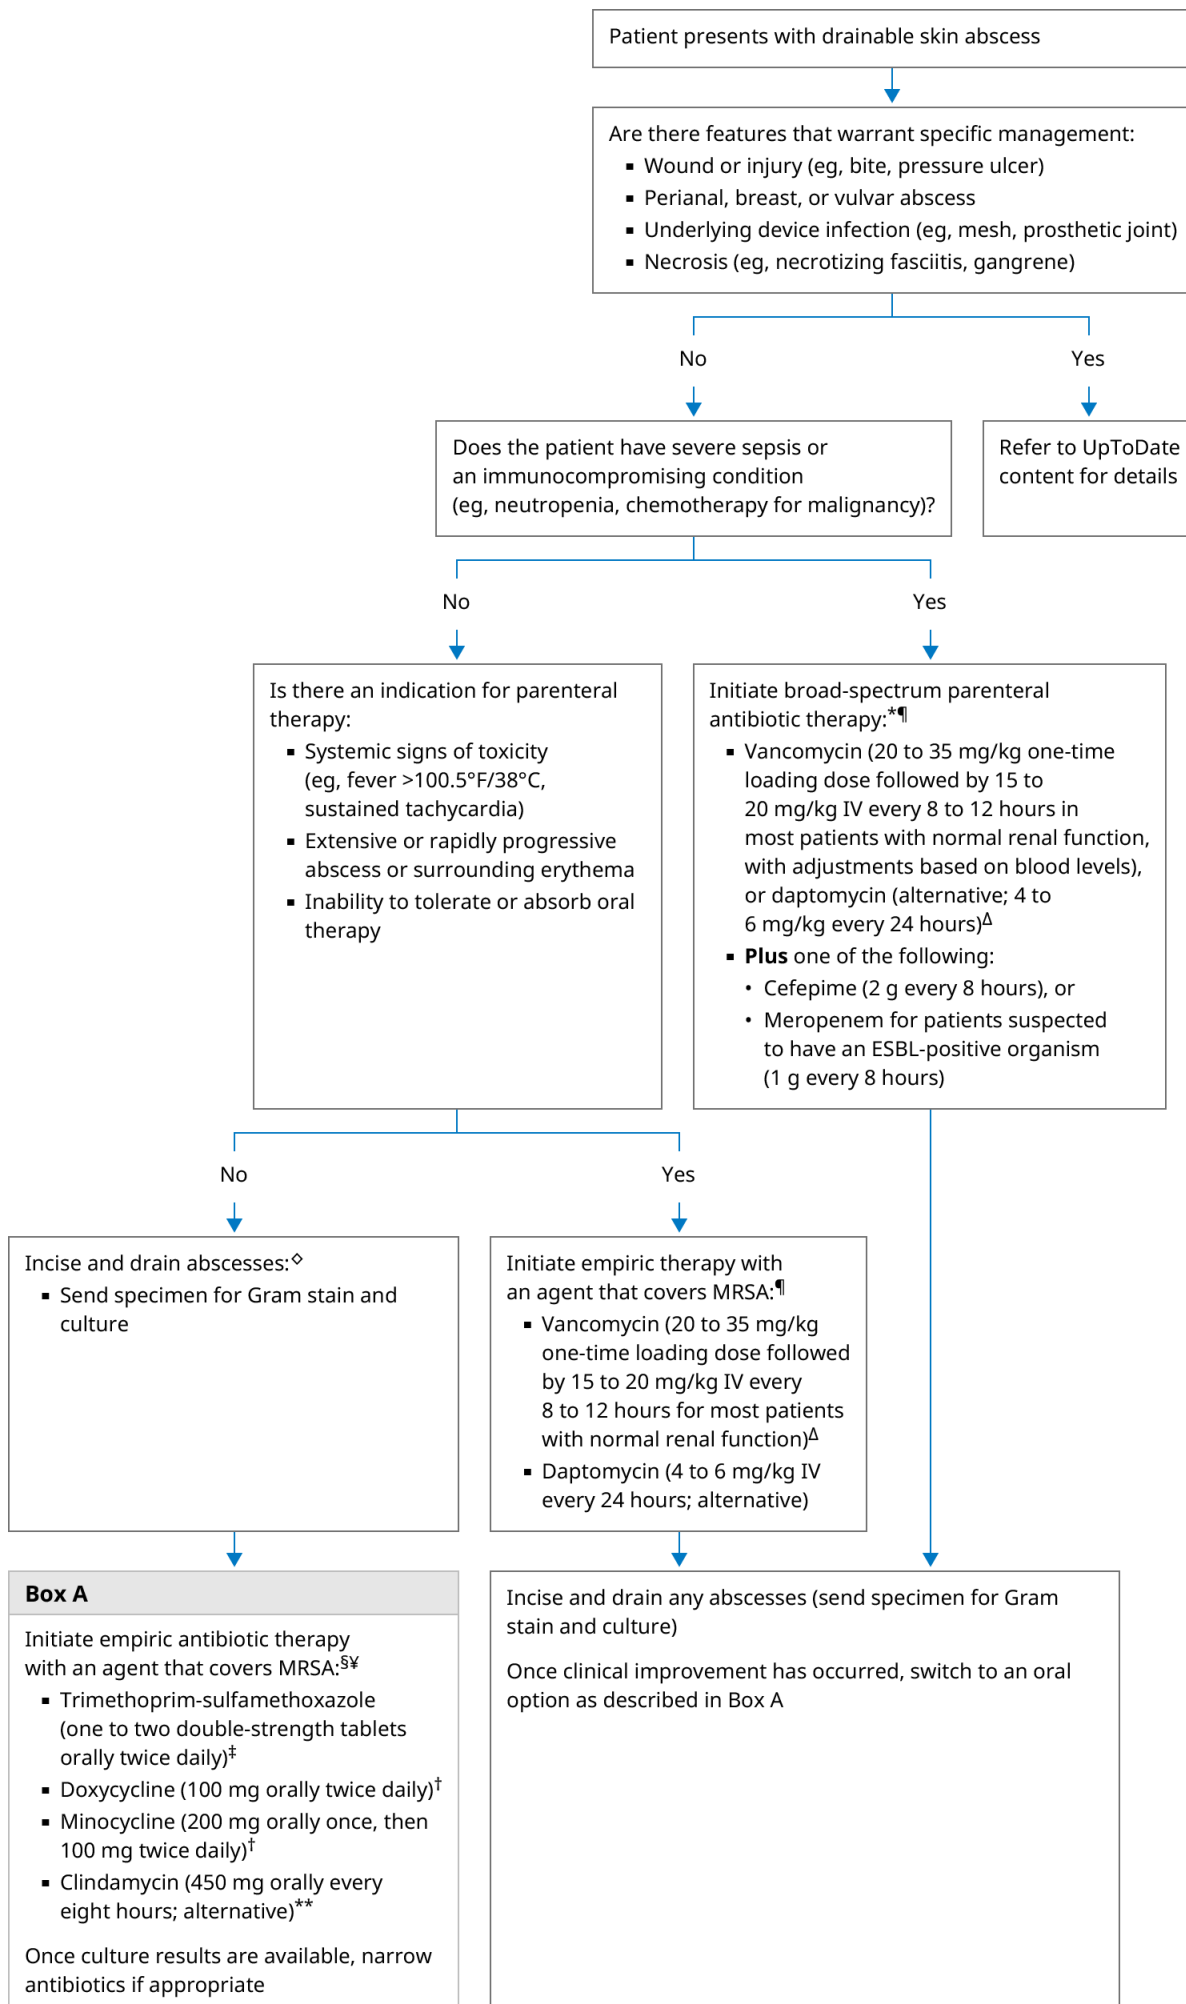 Patient presents with drainable skin abscess
Are there features that warrant specific management:
▪ Wound or injury (eg, bite, pressure ulcer)
▪ Perianal, breast, or vulvar abscess
▪ Underlying device infection (eg, mesh, prosthetic joint)
▪ Necrosis (eg, necrotizing fasciitis, gangrene)
No
Yes
Does the patient have severe sepsis or
an immunocompromising condition
(eg, neutropenia, chemotherapy for malignancy)?
Refer to UpToDate
content for details
No
Yes
Is there an indication for parenteral
therapy:
▪ Systemic signs of toxicity
(eg, fever >100.5°F/38°C,
sustained tachycardia)
▪ Extensive or rapidly progressive
abscess or surrounding erythema
▪ Inability to tolerate or absorb oral
therapy
Initiate broad-spectrum parenteral
antibiotic therapy:*¶
▪ Vancomycin (20 to 35 mg/kg one-time
loading dose followed by 15 to
20 mg/kg IV every 8 to 12 hours in
most patients with normal renal function,
with adjustments based on blood levels),
or daptomycin (alternative; 4 to
6 mg/kg every 24 hours)Δ
▪ Plus one of the following:
• Cefepime (2 g every 8 hours), or
• Meropenem for patients suspected
to have an ESBL-positive organism
(1 g every 8 hours)
No
Yes
Incise and drain abscesses:◇
▪ Send specimen for Gram stain and
culture
Initiate empiric therapy with
an agent that covers MRSA:¶
▪ Vancomycin (20 to 35 mg/kg
one-time loading dose followed
by 15 to 20 mg/kg IV every
8 to 12 hours for most patients
with normal renal function)Δ
▪ Daptomycin (4 to 6 mg/kg IV
every 24 hours; alternative)
Box A
Initiate empiric antibiotic therapy
with an agent that covers MRSA:§¥
▪ Trimethoprim-sulfamethoxazole
(one to two double-strength tablets
orally twice daily)‡
▪ Doxycycline (100 mg orally twice daily)†
▪ Minocycline (200 mg orally once, then
100 mg twice daily)†
▪ Clindamycin (450 mg orally every
eight hours; alternative)**
Once culture results are available, narrow
antibiotics if appropriate
Incise and drain any abscesses (send specimen for Gram
stain and culture)
Once clinical improvement has occurred, switch to an oral
option as described in Box A